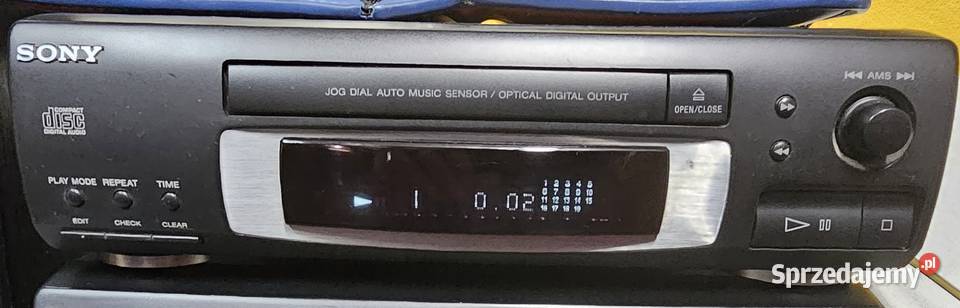 SONY
JOG DIAL AUTO MUSIC SENSOR / OPTICAL DIGITAL OUTPUT
OPEN/CLOSE
AMS
COMPACT
disc
DIGITAL AUDIO
PLAY MODE REPEAT TIME
EDIT CHECK CLEAR
1 0.02
1 2 3 4 5
6 7 8 9 10
11 12 13 14 15
16 17 18 19
Sprzedajemy.pl